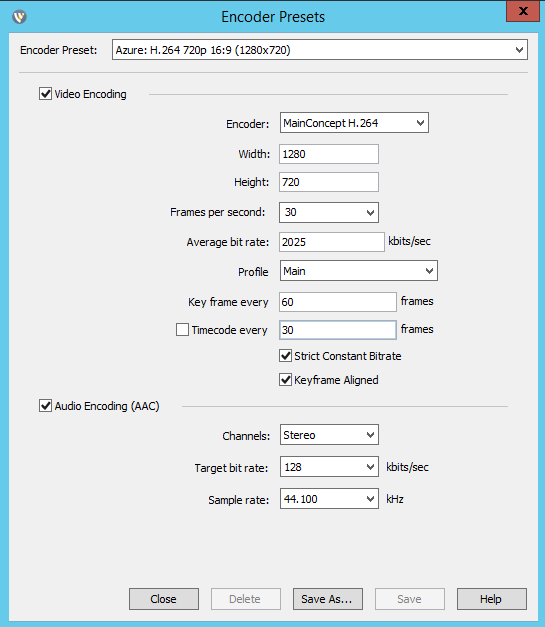 Encoder Presets
Encoder Preset: Azure: H.264 720p 16:9 (1280x720)
Video Encoding
Encoder: MainConcept H.264
Width: 1280
Height: 720
Frames per second: 30
Average bit rate: 2025 kbits/sec
Profile Main
Key frame every 60 frames
Timecode every 30 frames
Strict Constant Bitrate
Keyframe Aligned
Audio Encoding (AAC)
Channels: Stereo
Target bit rate: 128 kbits/sec
Sample rate: 44.100 kHz
Close Delete Save As... Save Help